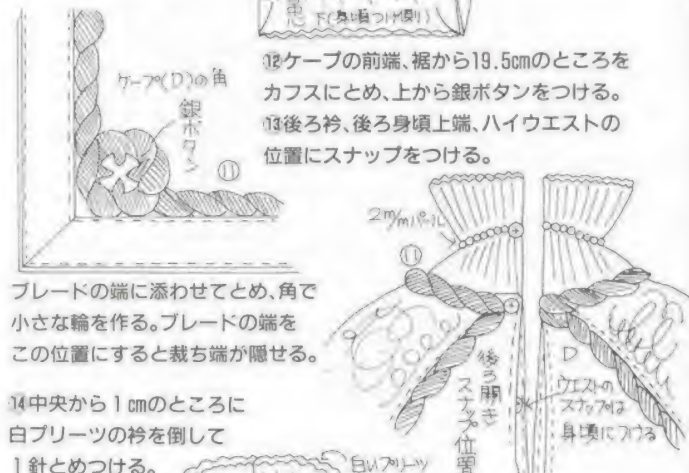 下(身頃つけ側)
⑫ケープの前端、裾から19.5cmのところを
カフスにとめ、上から銀ボタンをつける。
⑬後ろ衿、後ろ身頃上端、ハイウエストの
位置にスナップをつける。
ケープ(D)の角
銀ボタン
⑪
2m/mパール
⑪
ブレードの端に添わせてとめ、角で
小さな輪を作る。ブレードの端を
この位置にすると裁ち端が隠せる。
後ろ開き
スナップ位置
D
ウエストの
スナップは
身頃につける
⑭中央から1cmのところに
白プリーツの衿を倒して
1針とめつける。
白いプリーツ